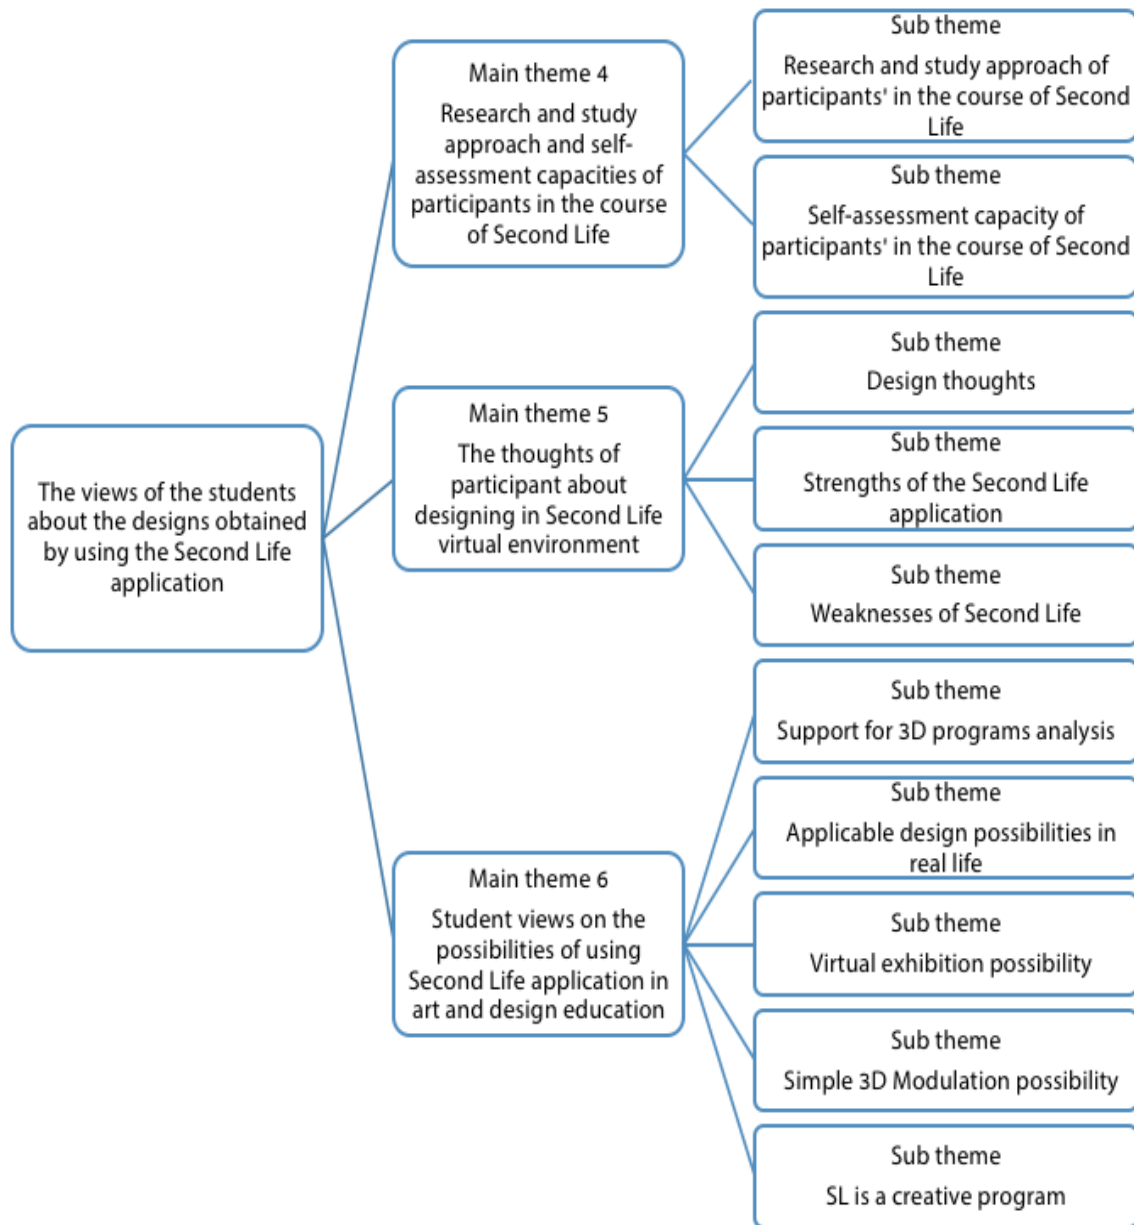 The views of the students
about the designs obtained
by using the Second Life
application
Main theme 4
Research and study
approach and self-
assessment capacities of
participants in the course
of Second Life
Sub theme
Research and study approach of
participants' in the course of Second
Life
Sub theme
Self-assessment capacity of
participants' in the course of Second
Life
Main theme 5
The thoughts of
participant about
designing in Second Life
virtual environment
Sub theme
Design thoughts
Sub theme
Strengths of the Second Life
application
Sub theme
Weaknesses of Second Life
Main theme 6
Student views on the
possibilities of using
Second Life application in
art and design education
Sub theme
Support for 3D programs analysis
Sub theme
Applicable design possibilities in
real life
Sub theme
Virtual exhibition possibility
Sub theme
Simple 3D Modulation possibility
Sub theme
SL is a creative program